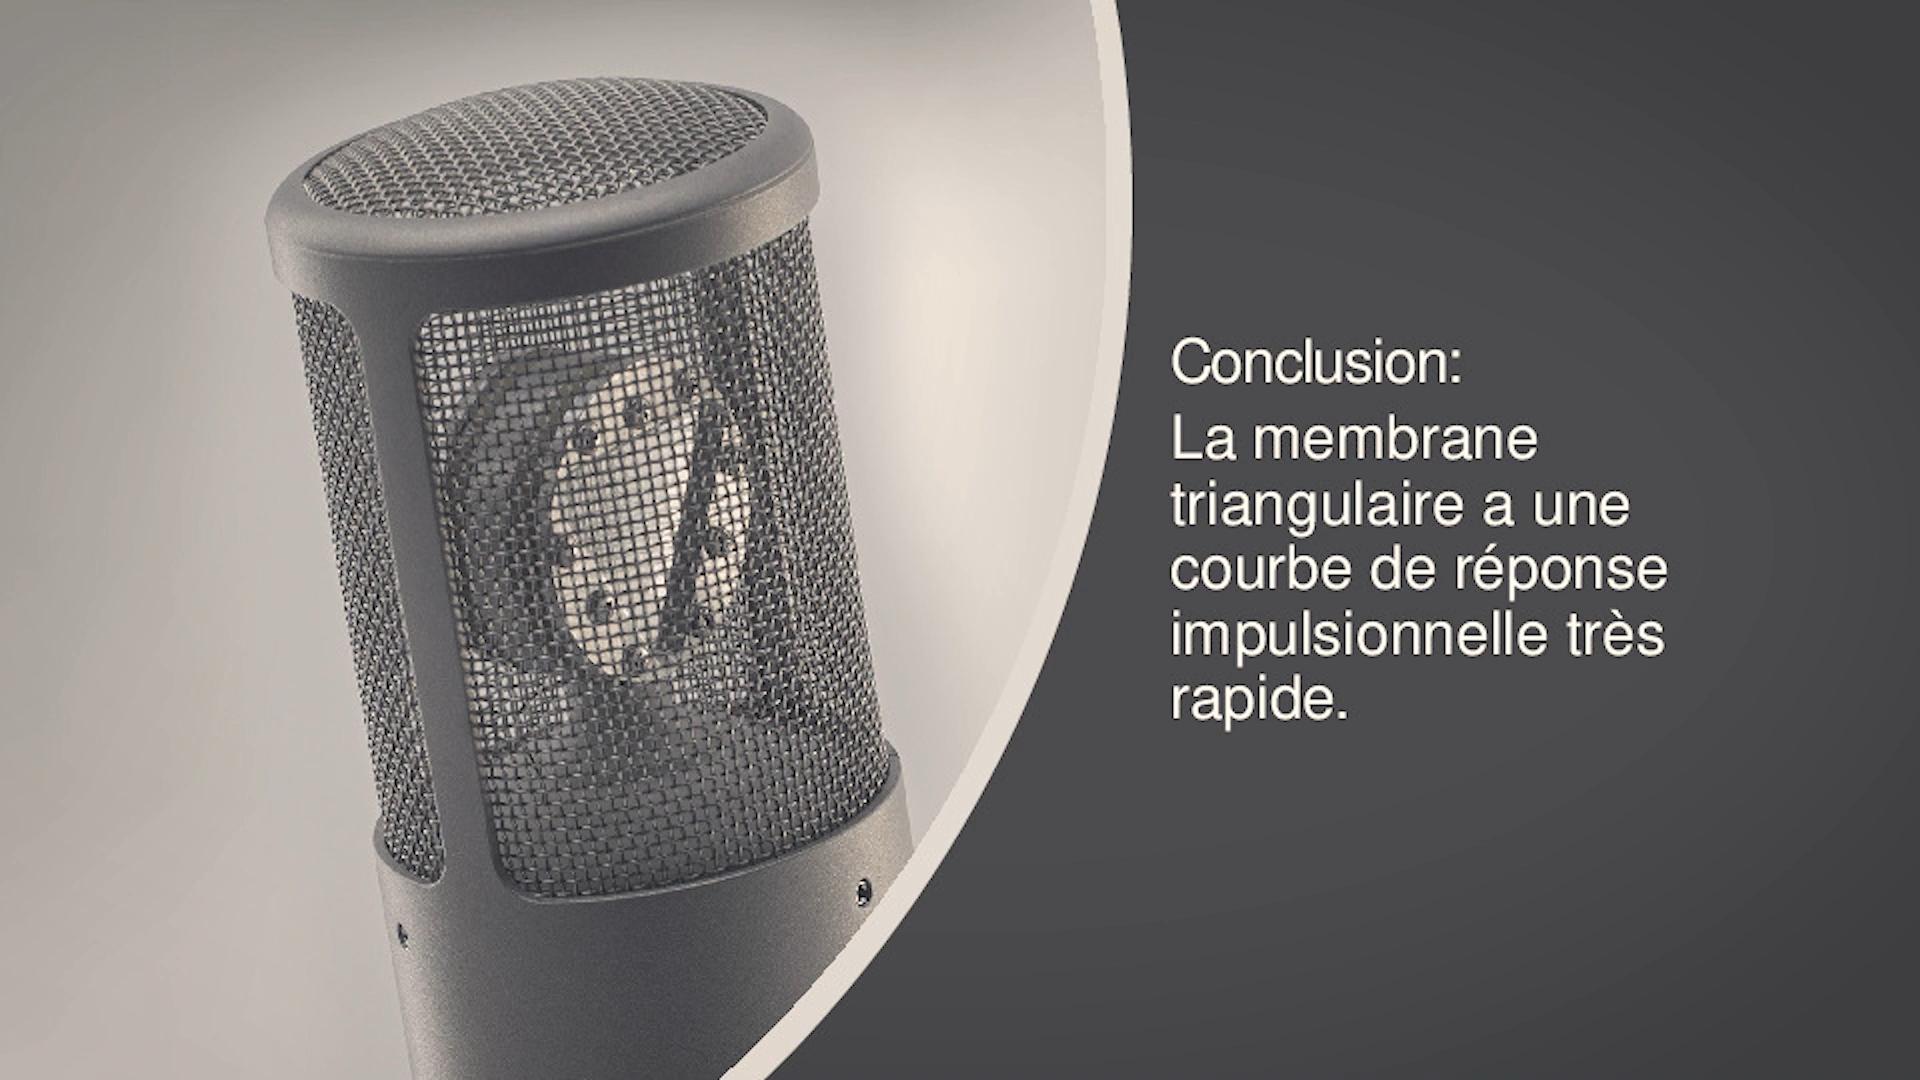 Conclusion:
La membrane
triangulaire a une
courbe de réponse
impulsionnelle très
rapide.